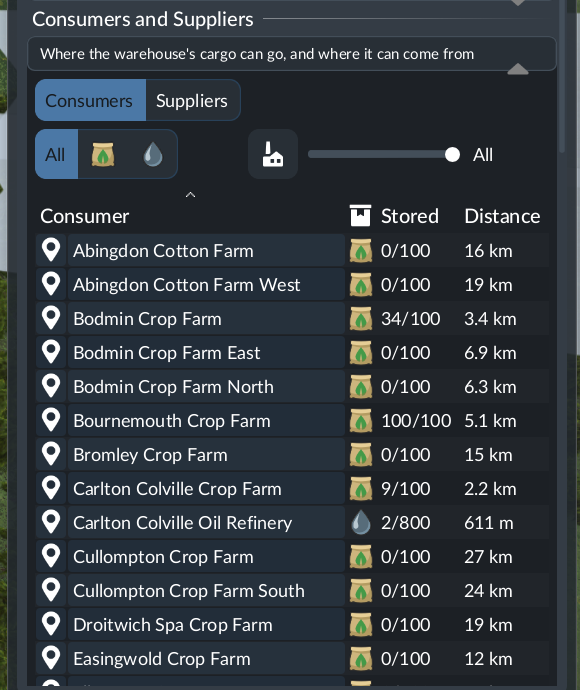 Consumers and Suppliers
Where the warehouse's cargo can go, and where it can come from
Consumers Suppliers
All All
Consumer Stored Distance
Abingdon Cotton Farm 0/100 16 km
Abingdon Cotton Farm West 0/100 19 km
Bodmin Crop Farm 34/100 3.4 km
Bodmin Crop Farm East 0/100 6.9 km
Bodmin Crop Farm North 0/100 6.3 km
Bournemouth Crop Farm 100/100 5.1 km
Bromley Crop Farm 0/100 15 km
Carlton Colville Crop Farm 9/100 2.2 km
Carlton Colville Oil Refinery 2/800 611 m
Cullompton Crop Farm 0/100 27 km
Cullompton Crop Farm South 0/100 24 km
Droitwich Spa Crop Farm 0/100 19 km
Easingwold Crop Farm 0/100 12 km